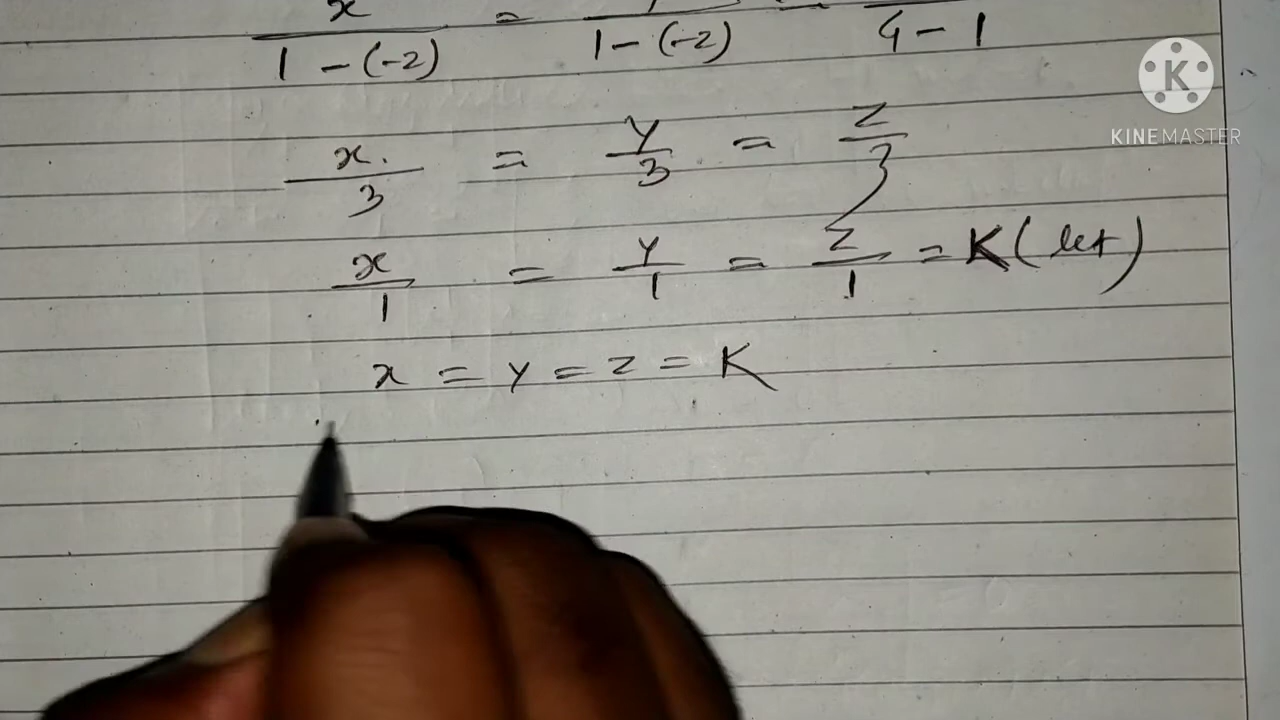 x/1-(-2) = /1-(-2) = /4-1
x/3 = y/3 = z/3
x/1 = y/1 = z/1 = K (let)
x = y = z = K
K
KINEMASTER